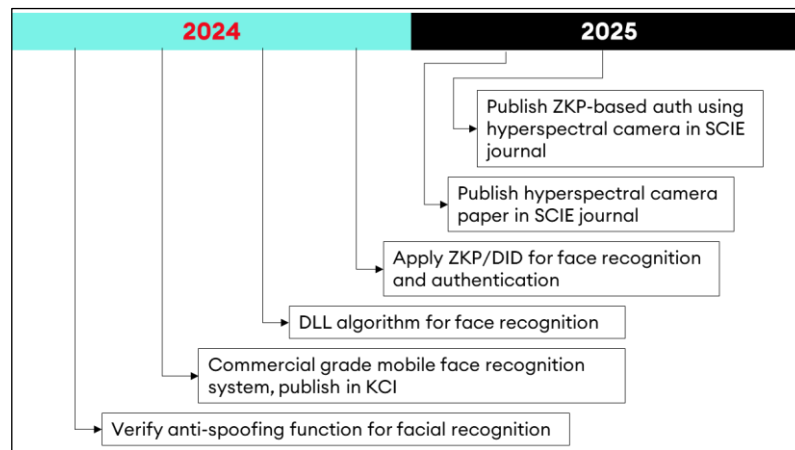 2024
2025
Publish ZKP-based auth using
hyperspectral camera in SCIE
journal
Publish hyperspectral camera
paper in SCIE journal
Apply ZKP/DID for face recognition
and authentication
DLL algorithm for face recognition
Commercial grade mobile face recognition
system, publish in KCI
Verify anti-spoofing function for facial recognition